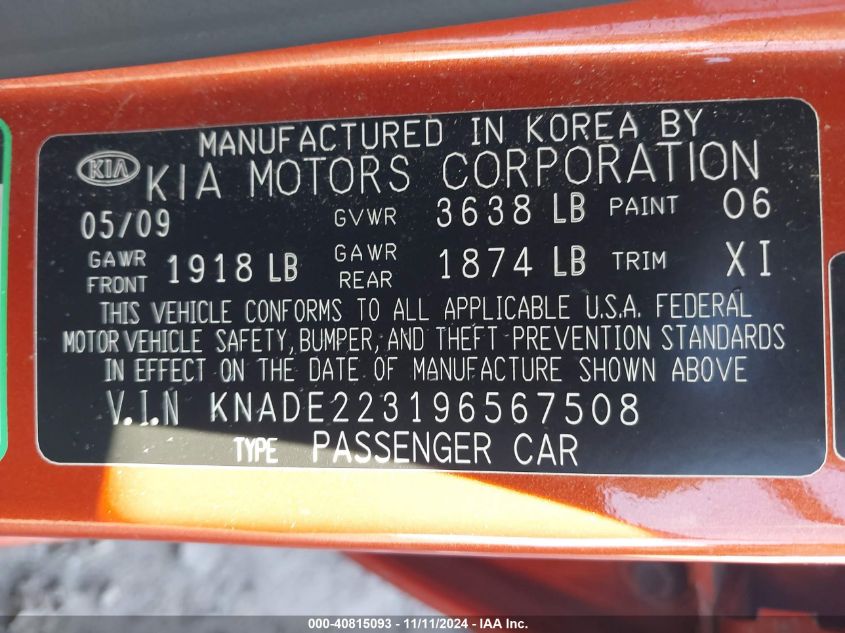 MANUFACTURED IN KOREA BY
KIA KIA MOTORS CORPORATION
05/09 GVWR 3638 LB PAINT 06
GAWR FRONT 1918 LB GAWR REAR 1874 LB TRIM XI
THIS VEHICLE CONFORMS TO ALL APPLICABLE U.S.A. FEDERAL
MOTOR VEHICLE SAFETY, BUMPER, AND THEFT-PREVENTION STANDARDS
IN EFFECT ON THE DATE OF MANUFACTURE SHOWN ABOVE
V.I.N KNADE223196567508
TYPE PASSENGER CAR
000-40815093 - 11/11/2024 - IAA Inc.